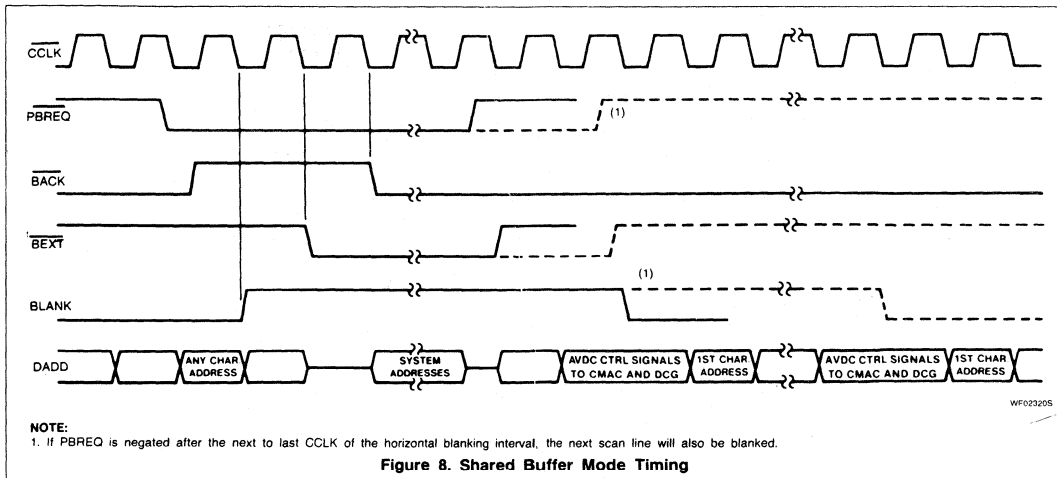 CCLK
PBREQ
(1)
BACK
BEXT
(1)
BLANK
DADD
ANY CHAR
ADDRESS
SYSTEM
ADDRESSES
AVDC CTRL SIGNALS
TO CMAC AND DCG
1ST CHAR
ADDRESS
AVDC CTRL SIGNALS
TO CMAC AND DCG
1ST CHAR
ADDRESS
WF02320S
NOTE:
1. If PBREQ is negated after the next to last CCLK of the horizontal blanking interval, the next scan line will also be blanked.
Figure 8. Shared Buffer Mode Timing